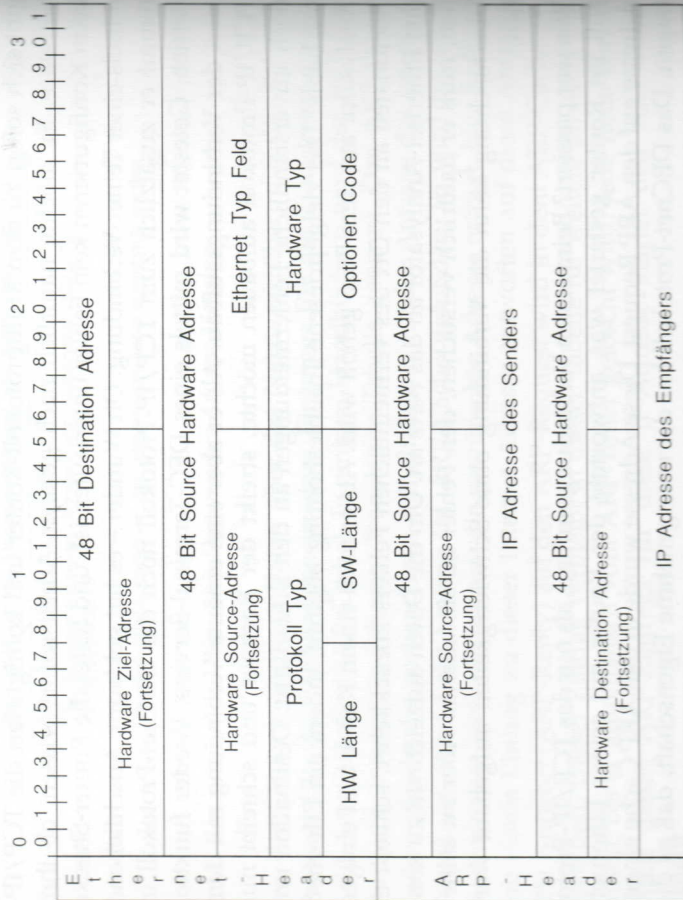 0 1 2 3
0 1 2 3 4 5 6 7 8 9 0 1 2 3 4 5 6 7 8 9 0 1 2 3 4 5 6 7 8 9 0 1
Ethernet-Header
48 Bit Destination Adresse
Hardware Ziel-Adresse
(Fortsetzung)
48 Bit Source Hardware Adresse
Hardware Source-Adresse
(Fortsetzung)
Ethernet Typ Feld
Protokoll Typ
Hardware Typ
HW Länge
SW-Länge
Optionen Code
ARP-Header
48 Bit Source Hardware Adresse
Hardware Source-Adresse
(Fortsetzung)
IP Adresse des Senders
48 Bit Source Hardware Adresse
Hardware Destination Adresse
(Fortsetzung)
IP Adresse des Empfängers